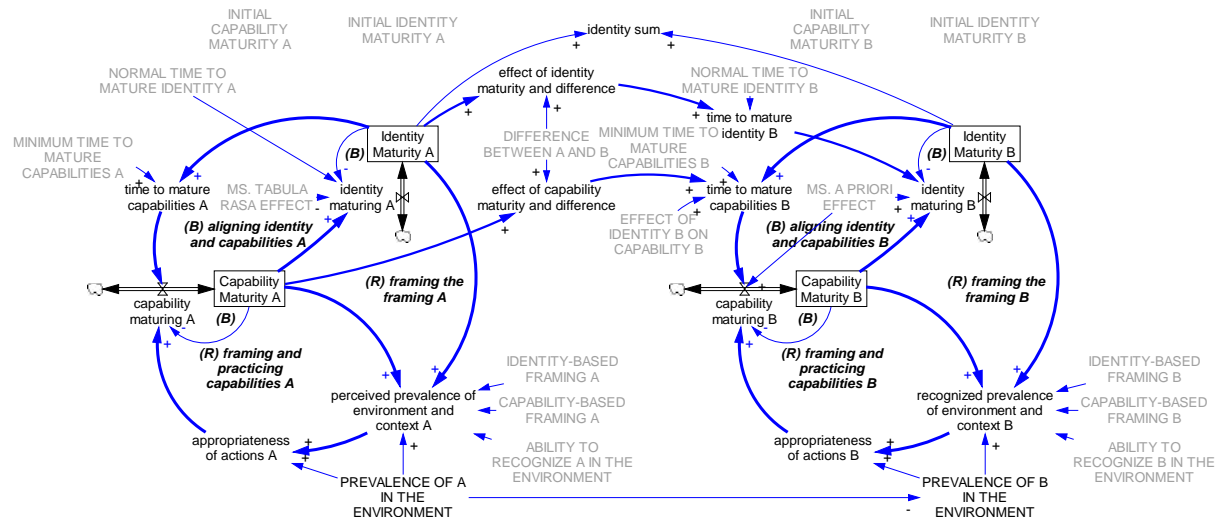 INITIAL
CAPABILITY
MATURITY A
INITIAL IDENTITY
MATURITY A
identity sum
INITIAL
CAPABILITY
MATURITY B
INITIAL IDENTITY
MATURITY B
NORMAL TIME TO
MATURE IDENTITY A
effect of identity
maturity and difference
NORMAL TIME TO
MATURE IDENTITY B
time to mature
identity B
Identity
Maturity A
(B)
DIFFERENCE
BETWEEN A AND B
MINIMUM TIME TO
MATURE
CAPABILITIES B
Identity
Maturity B
(B)
MINIMUM TIME TO
MATURE
CAPABILITIES A
time to mature
capabilities A
MS. TABULA
RASA EFFECT
identity
maturing A
effect of capability
maturity and difference
time to mature
capabilities B
MS. A PRIORI
EFFECT
identity
maturing B
EFFECT OF
IDENTITY B ON
CAPABILITY B
(B) aligning identity
and capabilities A
(B) aligning identity
and capabilities B
Capability
Maturity A
(B)
capability
maturing A
(R) framing the
framing A
Capability
Maturity B
(B)
capability
maturing B
(R) framing the
framing B
(R) framing and
practicing
capabilities A
(R) framing and
practicing
capabilities B
IDENTITY-BASED
FRAMING A
CAPABILITY-BASED
FRAMING A
ABILITY TO
RECOGNIZE A IN THE
ENVIRONMENT
perceived prevalence of
environment and
context A
appropriateness
of actions A
PREVALENCE OF A
IN THE
ENVIRONMENT
IDENTITY-BASED
FRAMING B
CAPABILITY-BASED
FRAMING B
ABILITY TO
RECOGNIZE B IN THE
ENVIRONMENT
recognized prevalence
of environment and
context B
appropriateness
of actions B
PREVALENCE OF B
IN THE
ENVIRONMENT